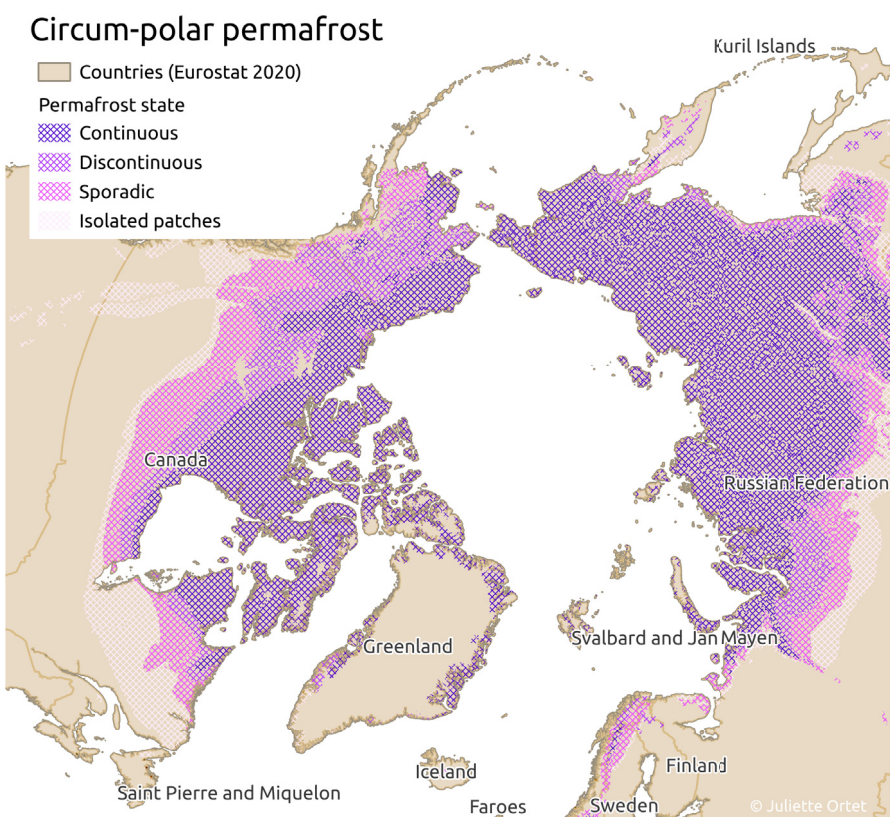 Circum-polar permafrost
Kuril Islands
Countries (Eurostat 2020)
Permafrost state
Continuous
Discontinuous
Sporadic
Isolated patches
Canada
Russian Federation
Svalbard and Jan Mayen
Greenland
Finland
Iceland
Saint Pierre and Miquelon
Faroes
Sweden
© Juliette Ortet